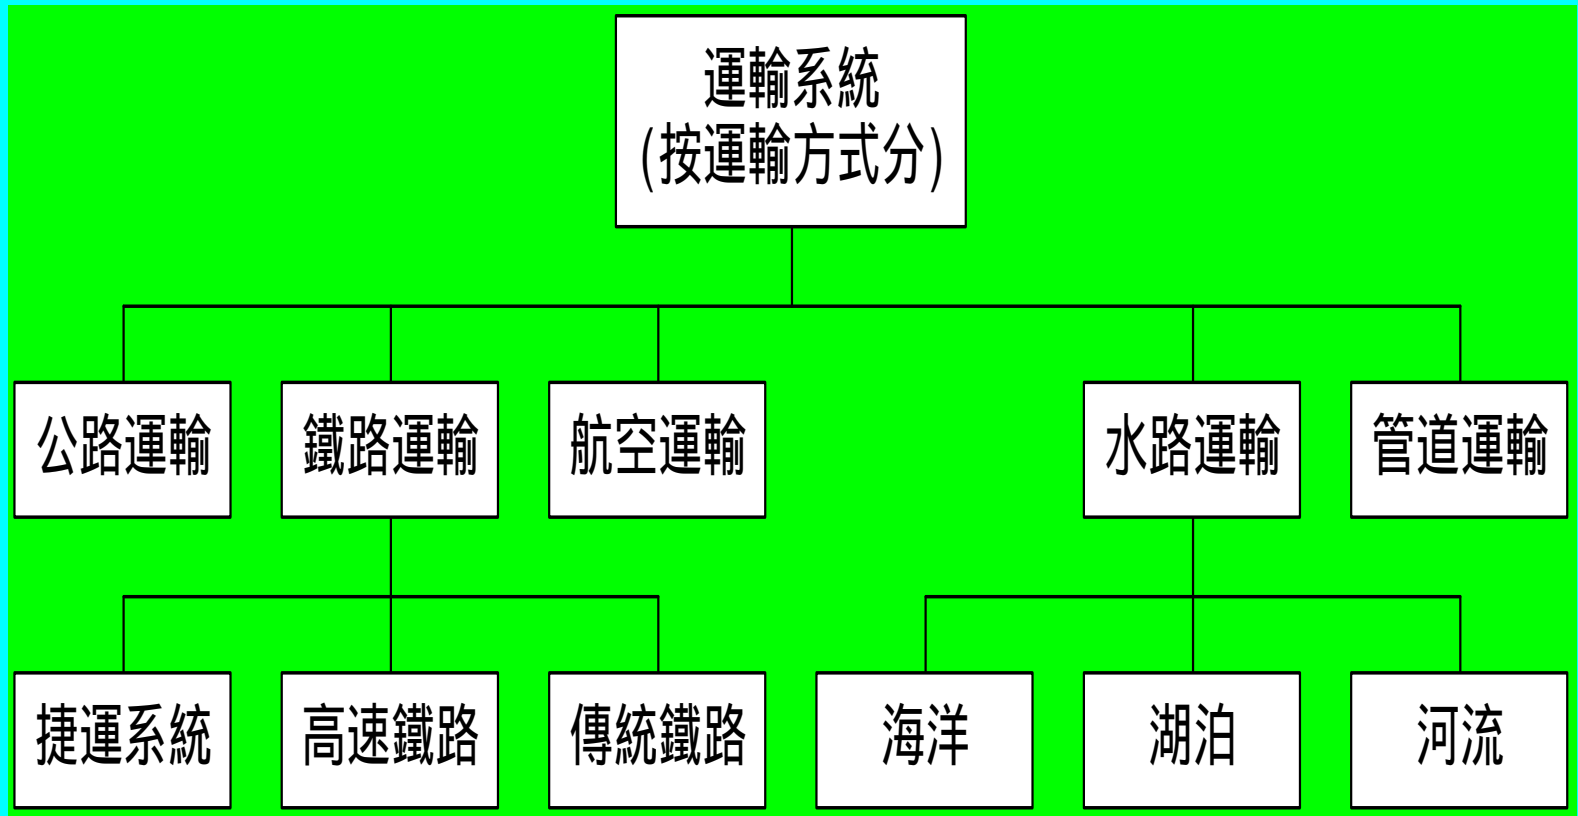 運輸系統
(按運輸方式分)
公路運輸
鐵路運輸
航空運輸
水路運輸
管道運輸
捷運系統
高速鐵路
傳統鐵路
海洋
湖泊
河流